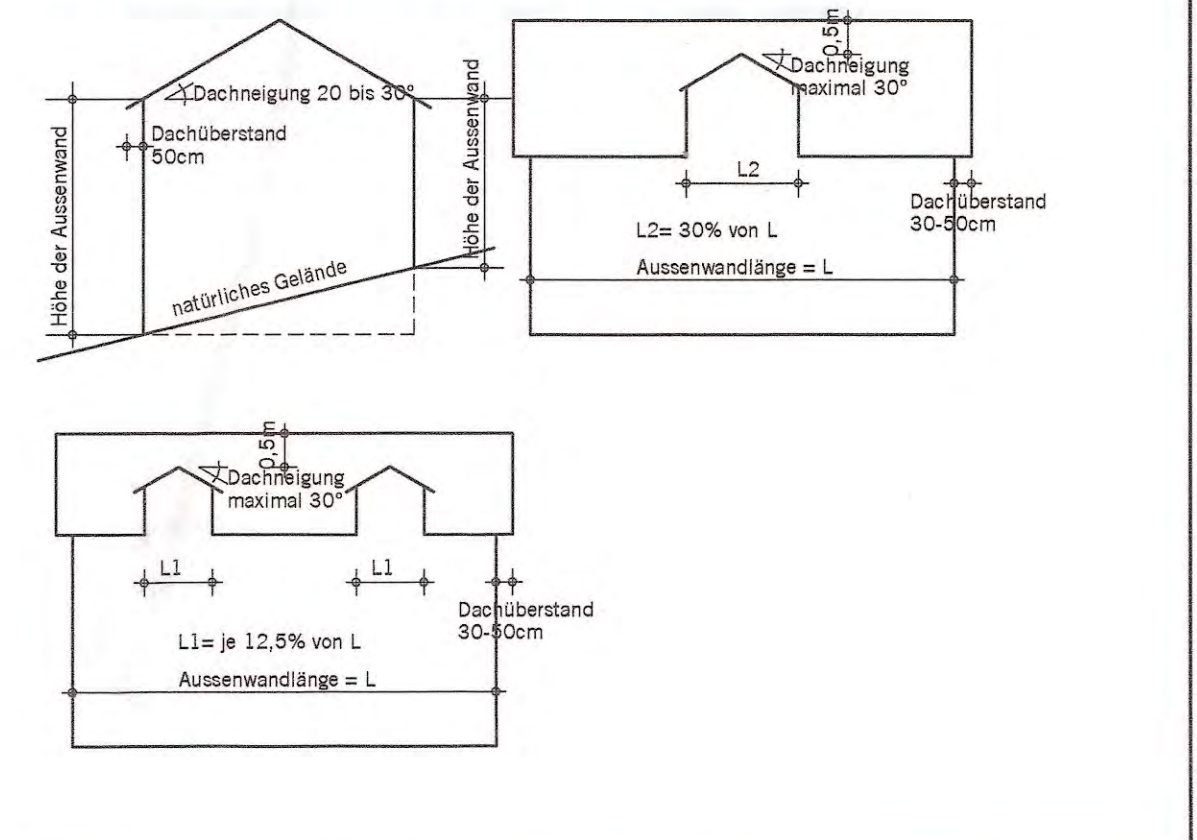 Dachneigung 20 bis 30°
Dachüberstand
50cm
Höhe der Aussenwand
Höhe der Aussenwand
natürliches Gelände
0,5m
Dachneigung
maximal 30°
L2
Dachüberstand
30-50cm
L2= 30% von L
Aussenwandlänge = L
0,5m
Dachneigung
maximal 30°
L1
L1
Dachüberstand
30-50cm
L1= je 12,5% von L
Aussenwandlänge = L